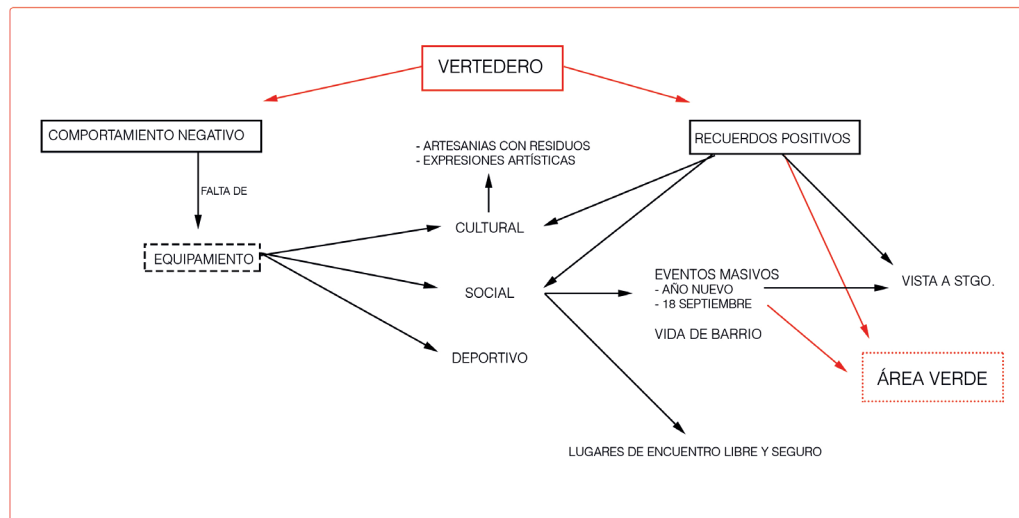 VERTEDERO
COMPORTAMIENTO NEGATIVO
RECUERDOS POSITIVOS
- ARTESANIAS CON RESIDUOS
- EXPRESIONES ARTÍSTICAS
FALTA DE
CULTURAL
EQUIPAMIENTO
EVENTOS MASIVOS
- AÑO NUEVO
- 18 SEPTIEMBRE
VISTA A STGO.
SOCIAL
VIDA DE BARRIO
DEPORTIVO
ÁREA VERDE
LUGARES DE ENCUENTRO LIBRE Y SEGURO